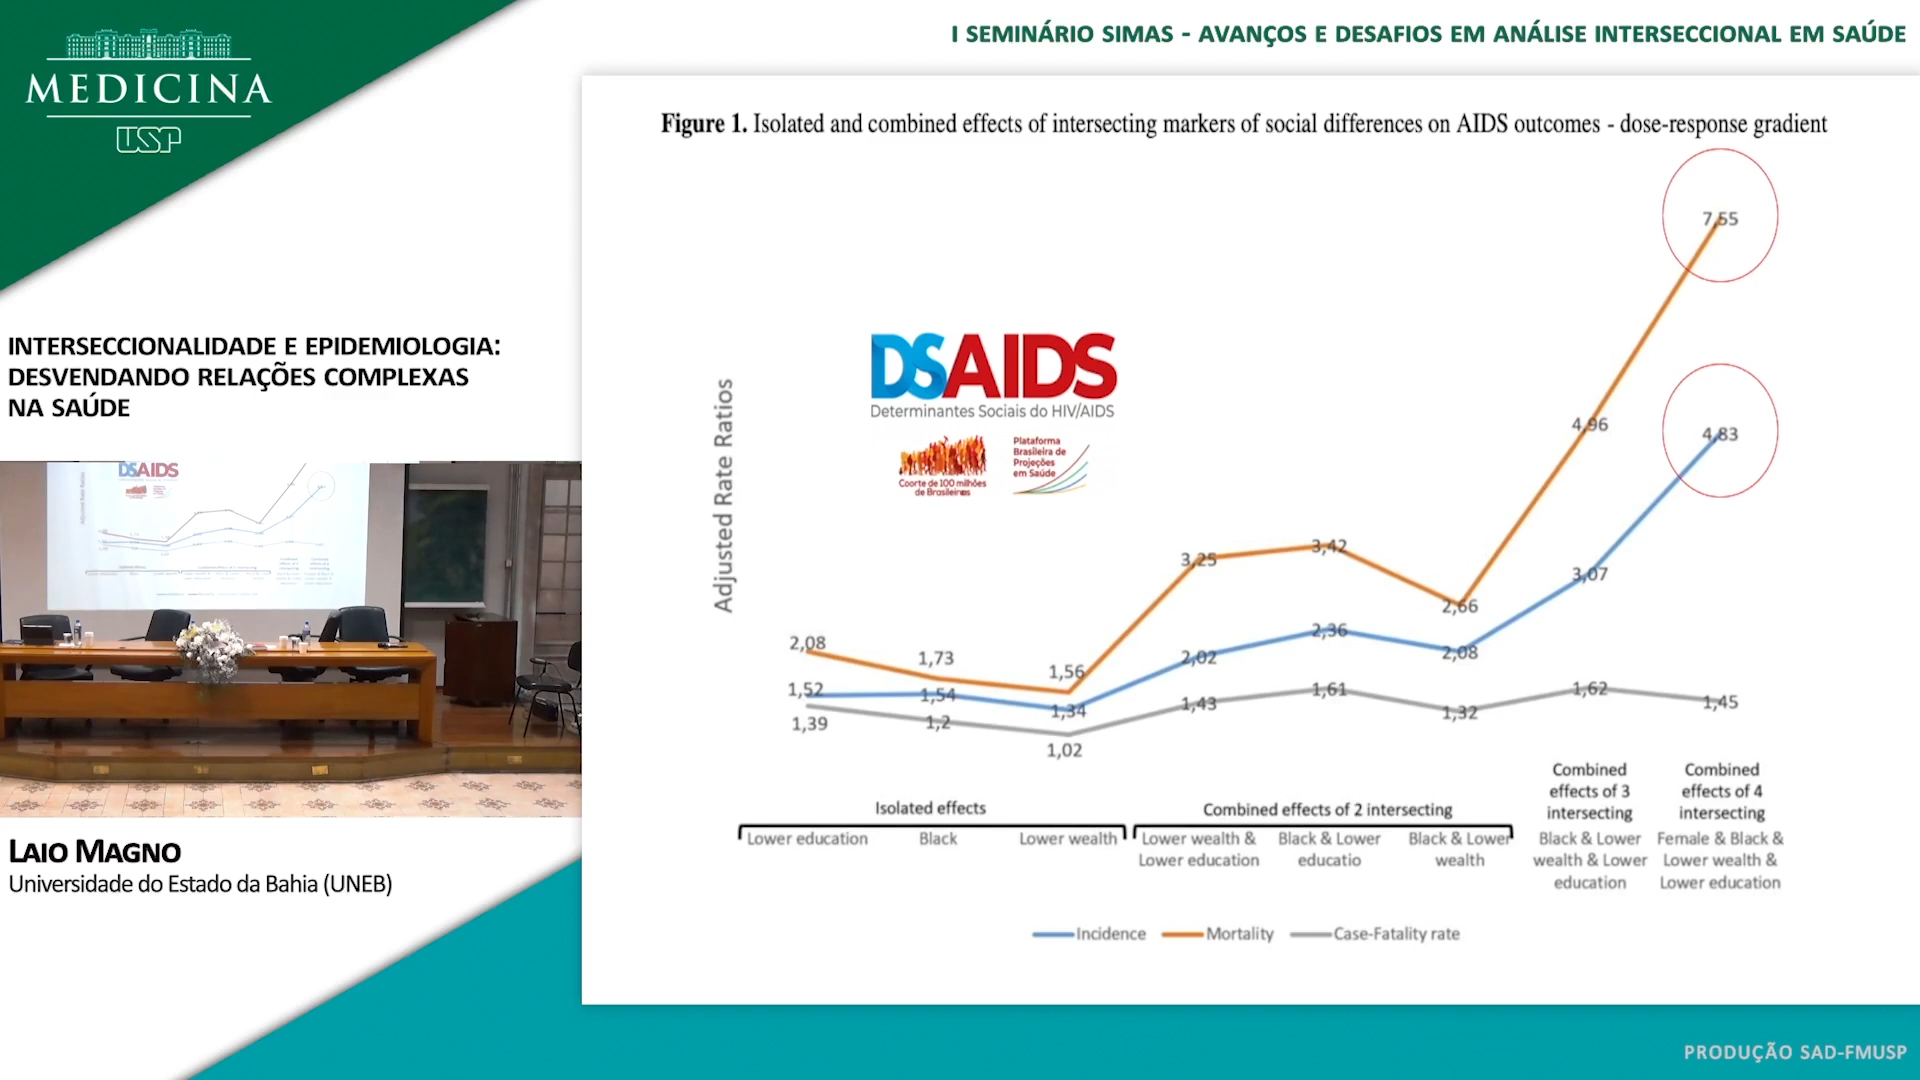 MEDICINA
USP
I SEMINÁRIO SIMAS - AVANÇOS E DESAFIOS EM ANÁLISE INTERSECCIONAL EM SAÚDE
INTERSECCIONALIDADE E EPIDEMIOLOGIA:
DESVENDANDO RELAÇÕES COMPLEXAS
NA SAÚDE
DSAIDS
LAIO MAGNO
Universidade do Estado da Bahia (UNEB)
Figure 1. Isolated and combined effects of intersecting markers of social differences on AIDS outcomes - dose-response gradient
DSAIDS
Determinantes Sociais do HIV/AIDS
Coorte de 100 milhões
de Brasileiros
Plataforma
Brasileira de
Projeções
em Saúde
Adjusted Rate Ratios
2,08
1,73
1,56
3,25
3,42
2,66
4,96
7,55
1,52
1,54
1,34
2,02
2,36
2,08
3,07
4,83
1,39
1,2
1,02
1,43
1,61
1,32
1,62
1,45
Isolated effects
Lower education
Black
Lower wealth
Combined effects of 2 intersecting
Lower wealth &
Lower education
Black & Lower
educatio
Black & Lower
wealth
Combined
effects of 3
intersecting
Black & Lower
wealth & Lower
education
Combined
effects of 4
intersecting
Female & Black &
Lower wealth &
Lower education
Incidence
Mortality
Case-Fatality rate
PRODUÇÃO SAD-FMUSP